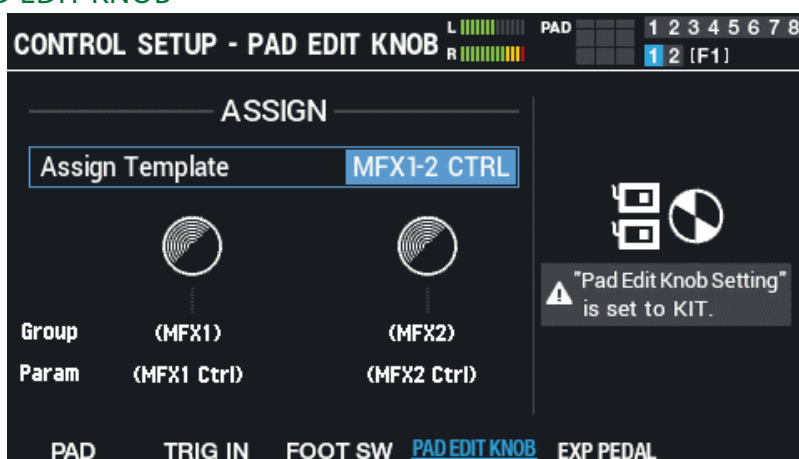 CONTROL SETUP - PAD EDIT KNOB
L
R
PAD
1 2 3 4 5 6 7 8
1 2 [F1]
ASSIGN
Assign Template MFX1-2 CTRL
Group (MFX1) (MFX2)
Param (MFX1 Ctrl) (MFX2 Ctrl)
"Pad Edit Knob Setting"
is set to KIT.
PAD TRIG IN FOOT SW PAD EDIT KNOB EXP PEDAL